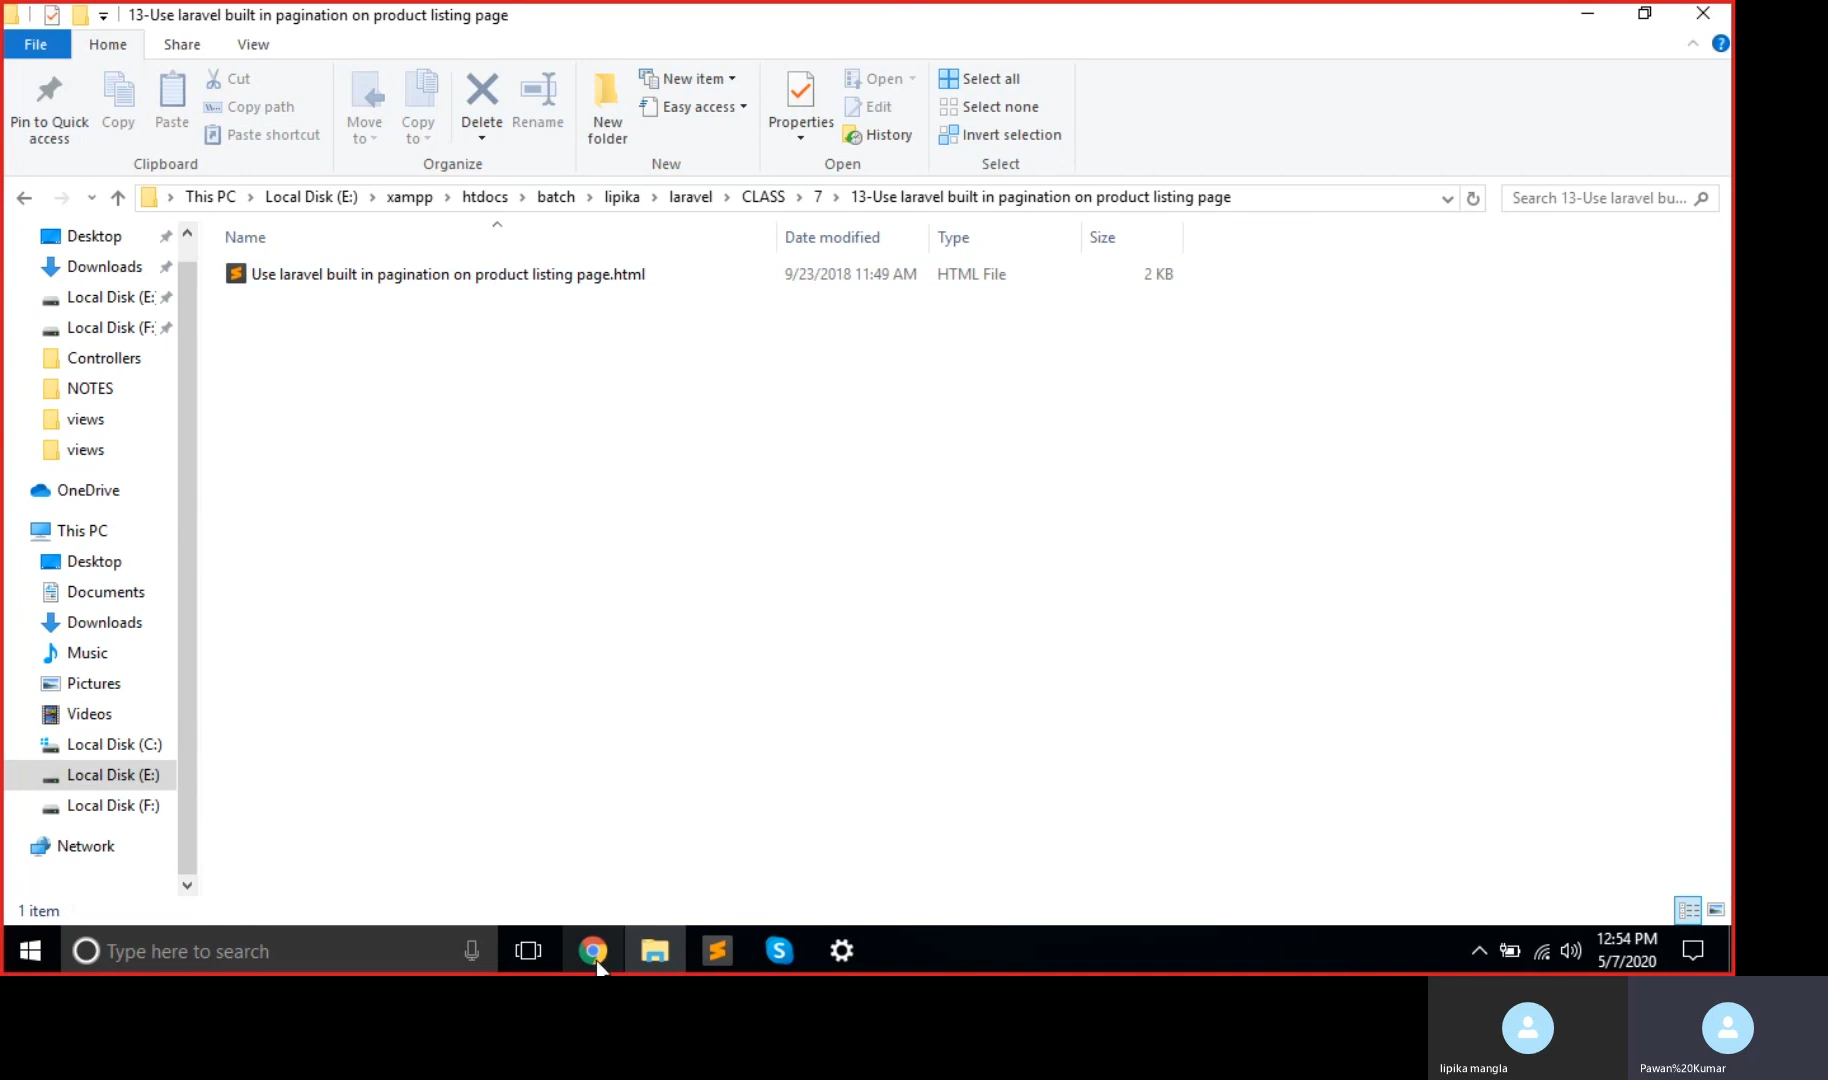 13-Use laravel built in pagination on product listing page
File Home Share View
Pin to Quick access
Copy
Paste
Cut
Copy path
Paste shortcut
Clipboard
Move to
Copy to
Delete
Rename
Organize
New folder
New item
Easy access
New
Properties
Open
Edit
History
Open
Select all
Select none
Invert selection
Select
This PC > Local Disk (E:) > xampp > htdocs > batch > lipika > laravel > CLASS > 7 > 13-Use laravel built in pagination on product listing page
Search 13-Use laravel bu...
Desktop
Downloads
Local Disk (E:
Local Disk (F:
Controllers
NOTES
views
views
OneDrive
This PC
Desktop
Documents
Downloads
Music
Pictures
Videos
Local Disk (C:)
Local Disk (E:)
Local Disk (F:)
Network
Name Date modified Type Size
Use laravel built in pagination on product listing page.html 9/23/2018 11:49 AM HTML File 2 KB
1 item
Type here to search
12:54 PM
5/7/2020
lipika mangla
Pawan%20Kumar